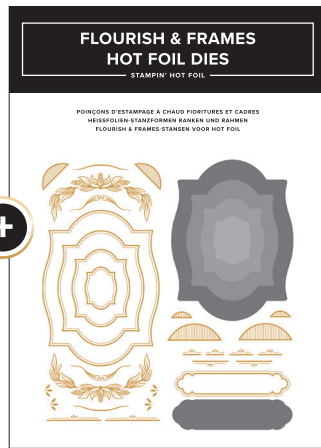 FLOURISH & FRAMES
HOT FOIL DIES
STAMPIN' HOT FOIL
POINÇONS D'ESTAMPAGE À CHAUD FIORITURES ET CADRES
HEISSFOLIEN-STANZFORMEN RANKEN UND RAHMEN
FLOURISH & FRAMES-STANSEN VOOR HOT FOIL
+